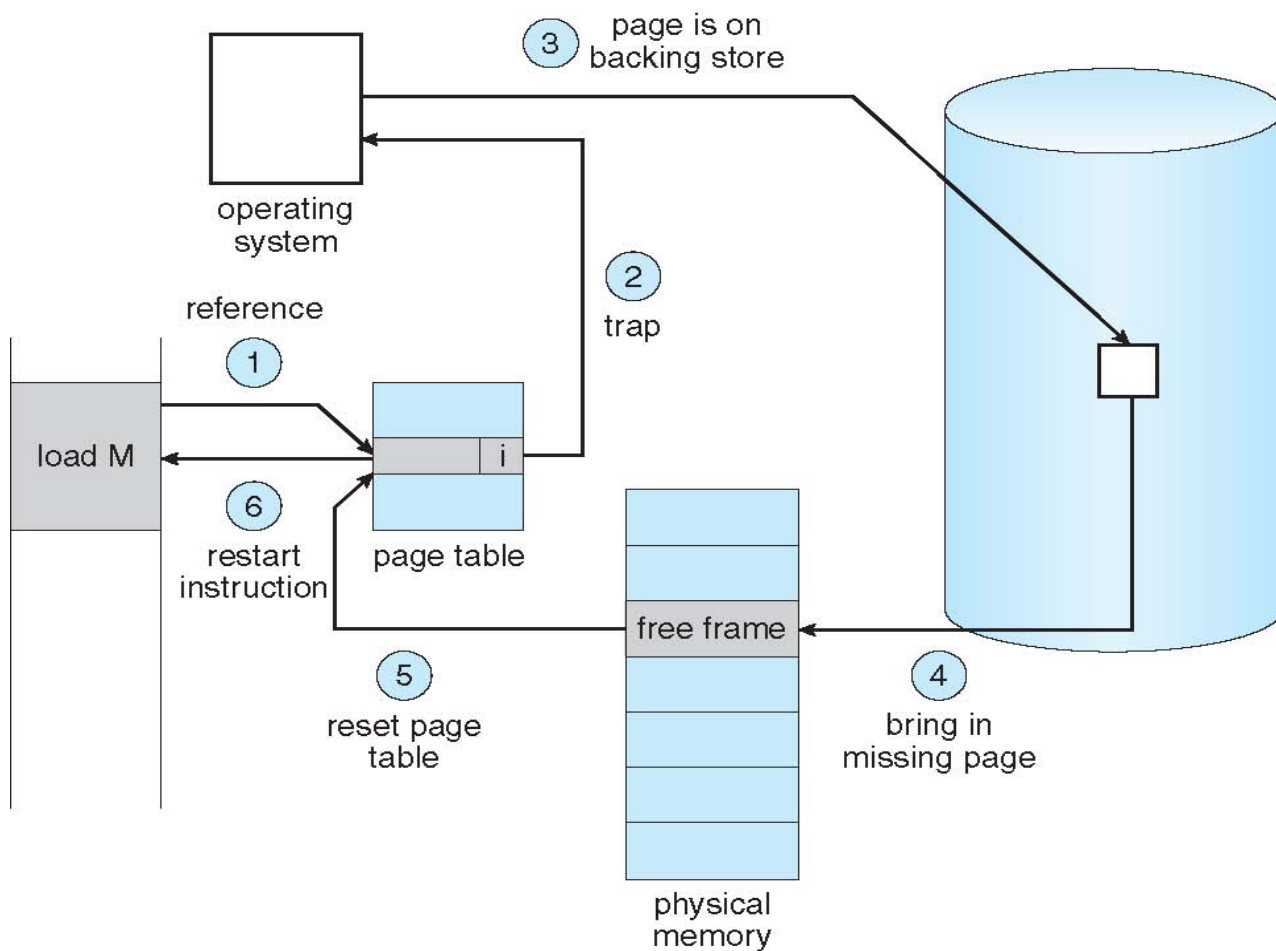 3
page is on
backing store
operating
system
2
trap
reference
1
load M
i
6
restart
instruction
page table
free frame
5
reset page
table
4
bring in
missing page
physical
memory